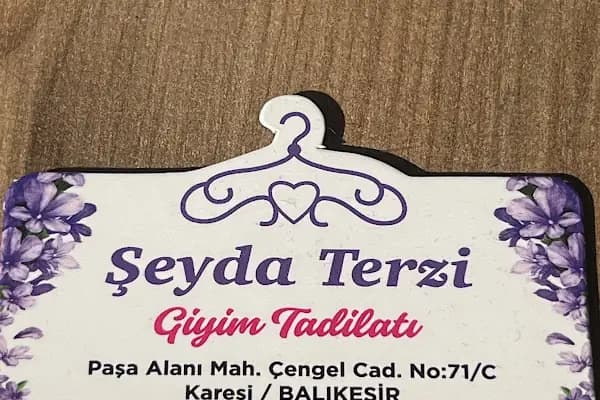 Şeyda Terzi
Giyim Tadilatı
Paşa Alanı Mah. Çengel Cad. No:71/C
Karesi / BALIKESİR